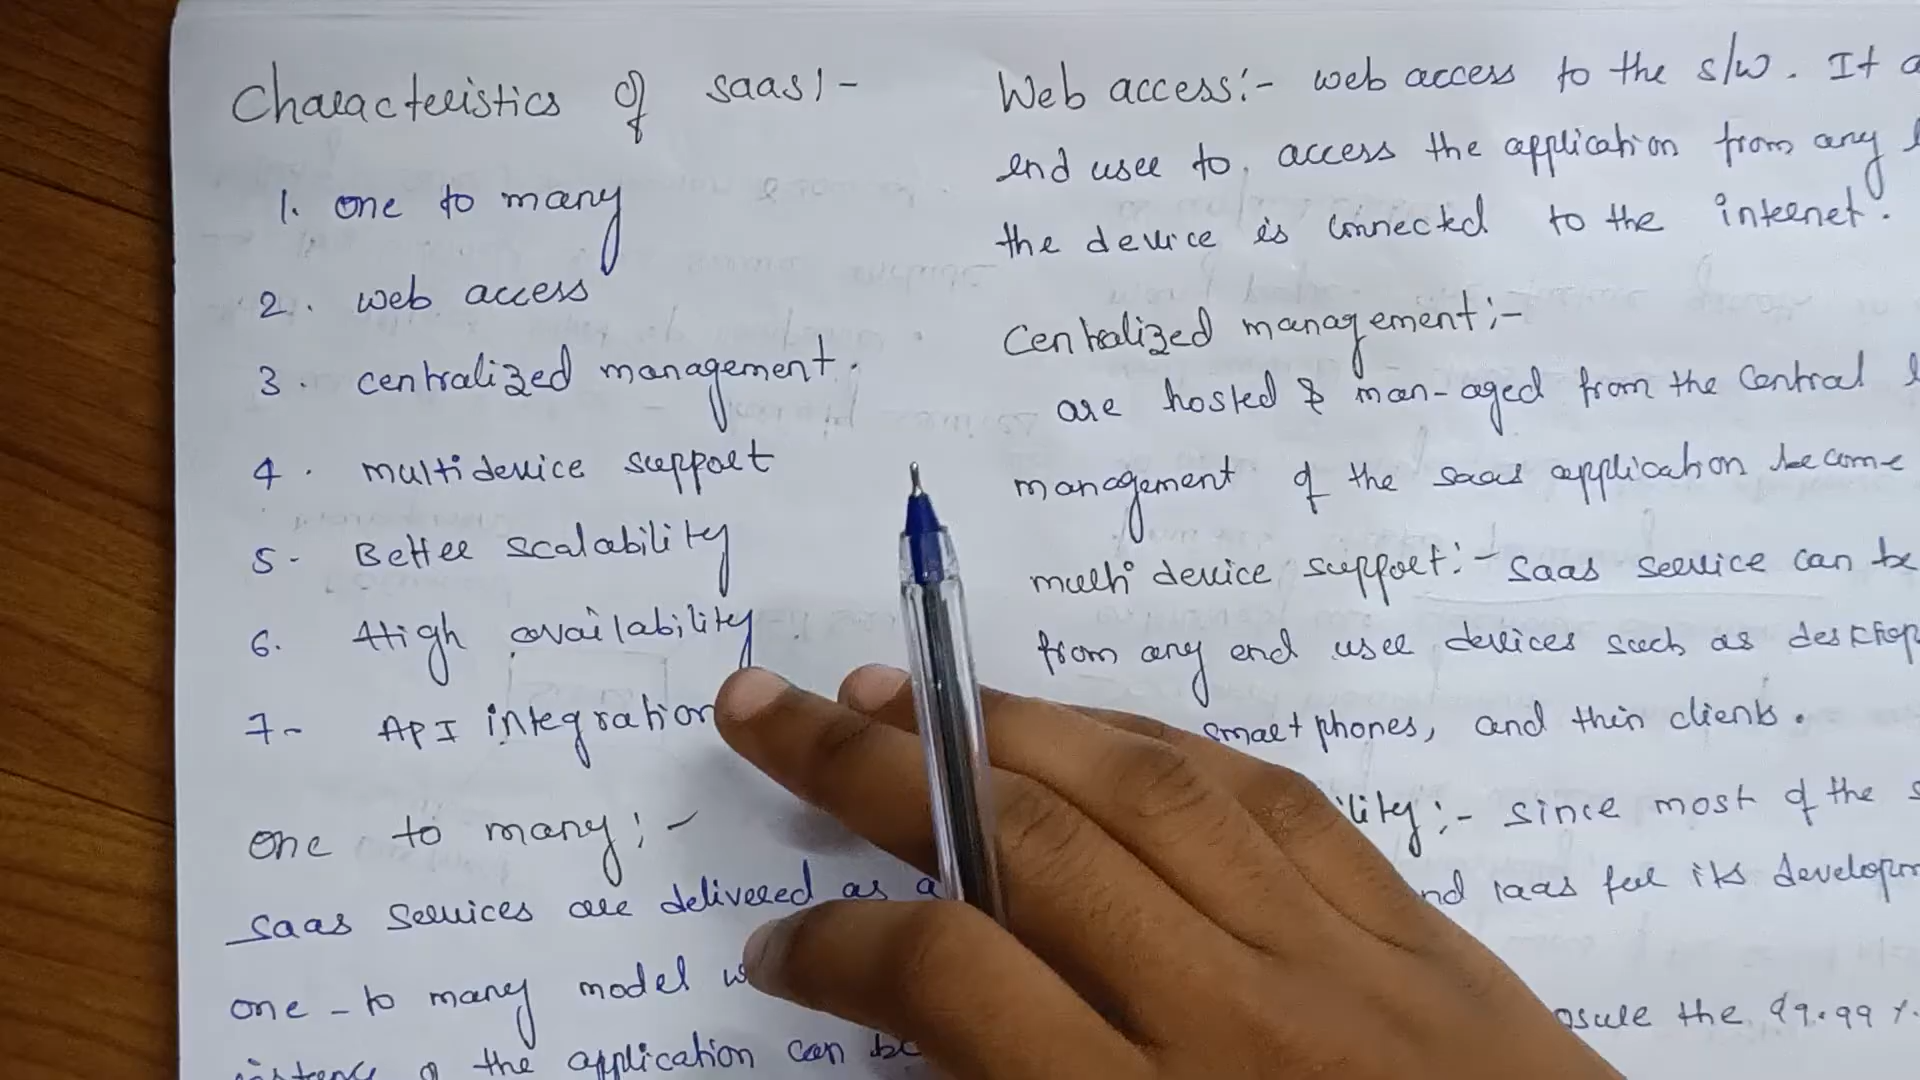 Characteristics of saas:-
1. one to many
2. web access
3. centralized management.
4. multidevice support
5- Better scalability
6. High availability
7- API integration
one to many:-
saas services are delivered as a
one-to many model
the application can be
Web access:- web access to the s/w. It
end user to, access the application from any
the device is connected to the internet.
Centralized management:-
are hosted & man-aged from the central
management of the saas application become
multi device support:- saas service can be
from any end user devices such as desktop
smart phones, and thin clients.
:- since most of the
iaas for its
the 99.99 %.